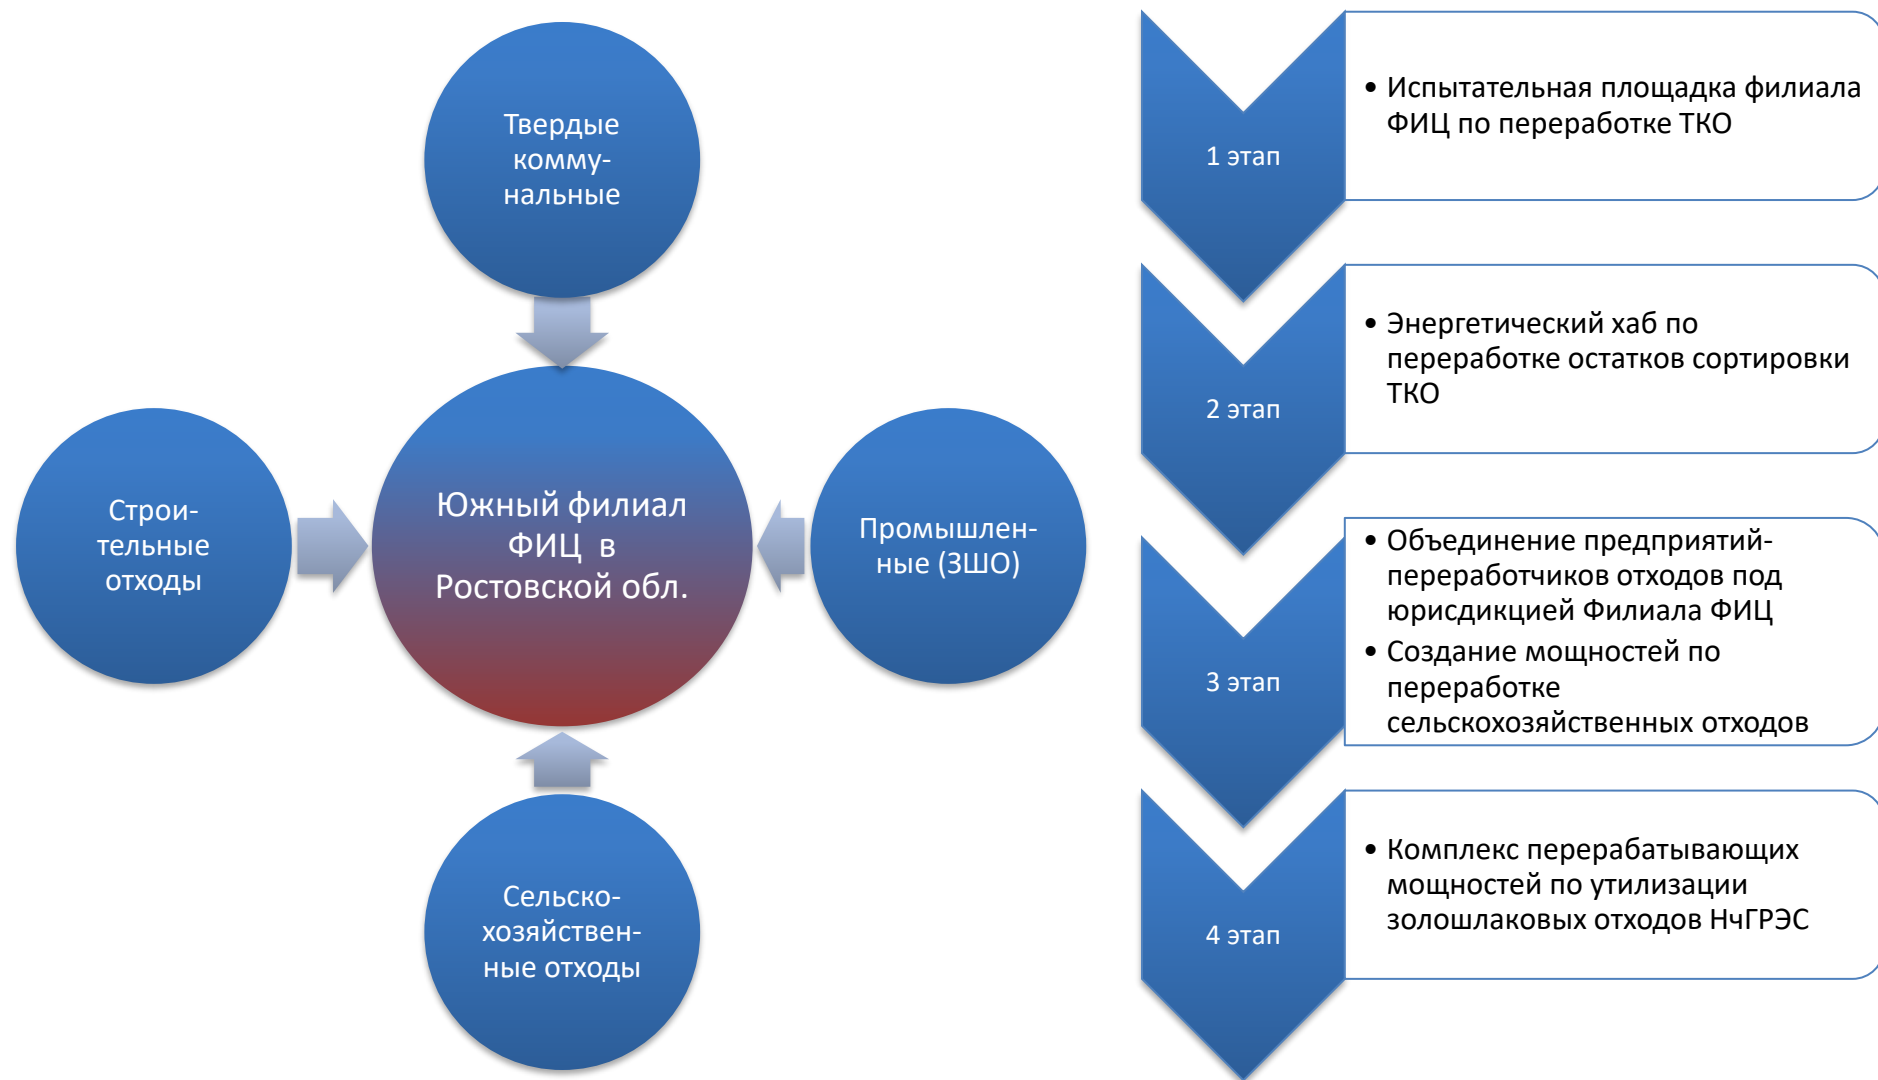 Твердые
комму-
нальные
Строи-
тельные
отходы
Южный филиал
ФИЦ в
Ростовской обл.
Промышлен-
ные (ЗШО)
Сельско-
хозяйствен-
ные отходы
1 этап
• Испытательная площадка филиала
ФИЦ по переработке ТКО
2 этап
• Энергетический хаб по
переработке остатков сортировки
ТКО
3 этап
• Объединение предприятий-
переработчиков отходов под
юрисдикцией Филиала ФИЦ
• Создание мощностей по
переработке
сельскохозяйственных отходов
4 этап
• Комплекс перерабатывающих
мощностей по утилизации
золошлаковых отходов НчГРЭС